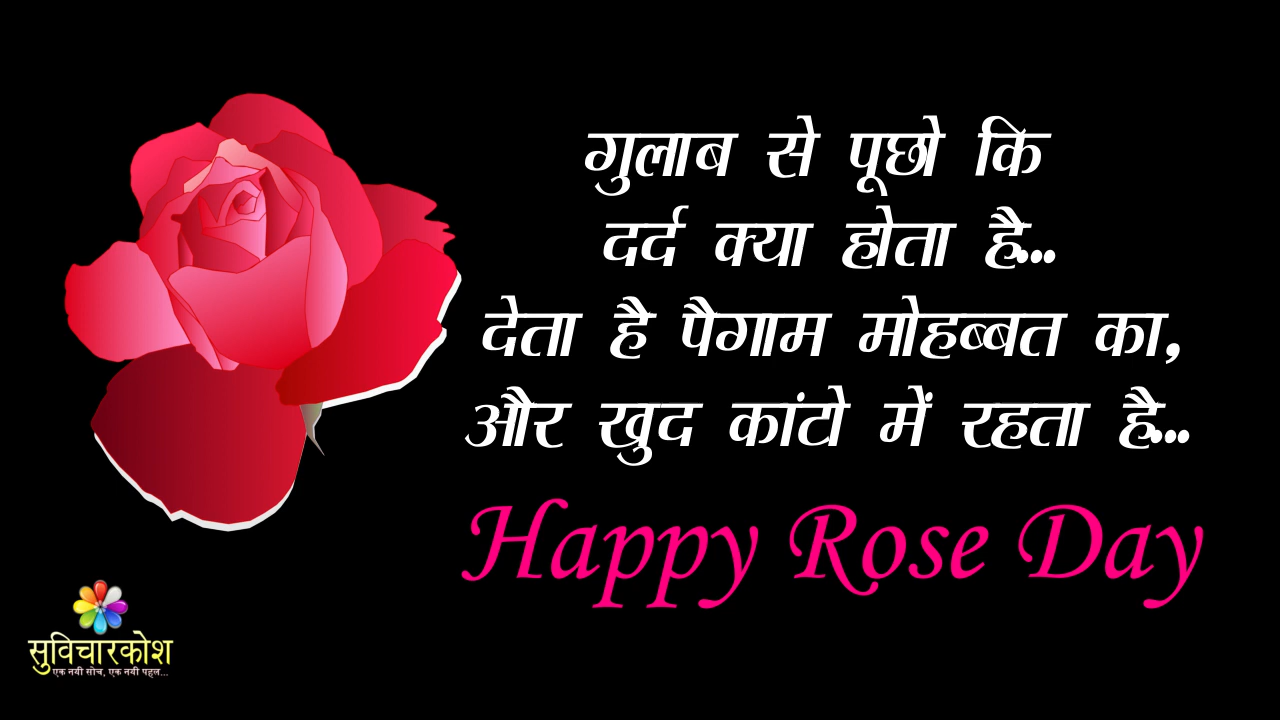 गुलाब से पूछो कि
दर्द क्या होता है...
देता है पैगाम मोहब्बत का,
और खुद कांटो में रहता है...
Happy Rose Day
सुविचारकोश
एक नयी सोच, एक नयी पहल...